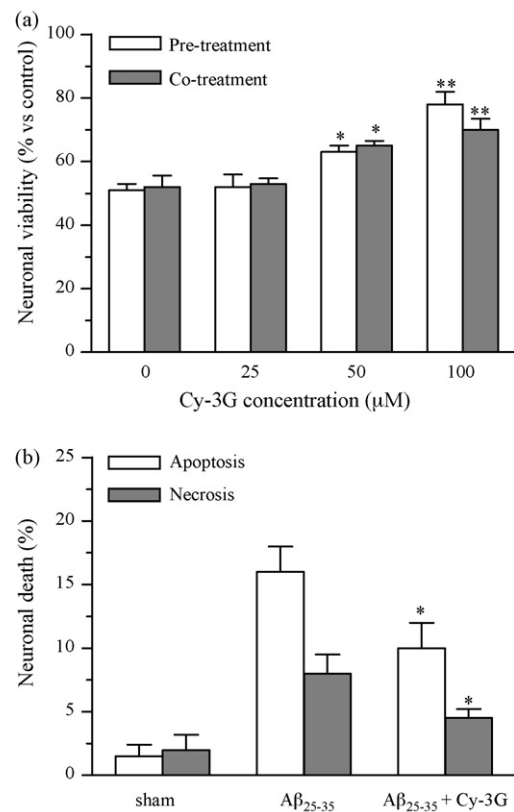 (a)
Pre-treatment
Co-treatment
Neuronal viability (% vs control)
100
80
60
40
20
0
* * ** **
0 25 50 100
Cy-3G concentration (μM)
(b)
Apoptosis
Necrosis
Neuronal death (%)
25
20
15
10
5
0
* *
sham Aβ25-35 Aβ25-35 + Cy-3G